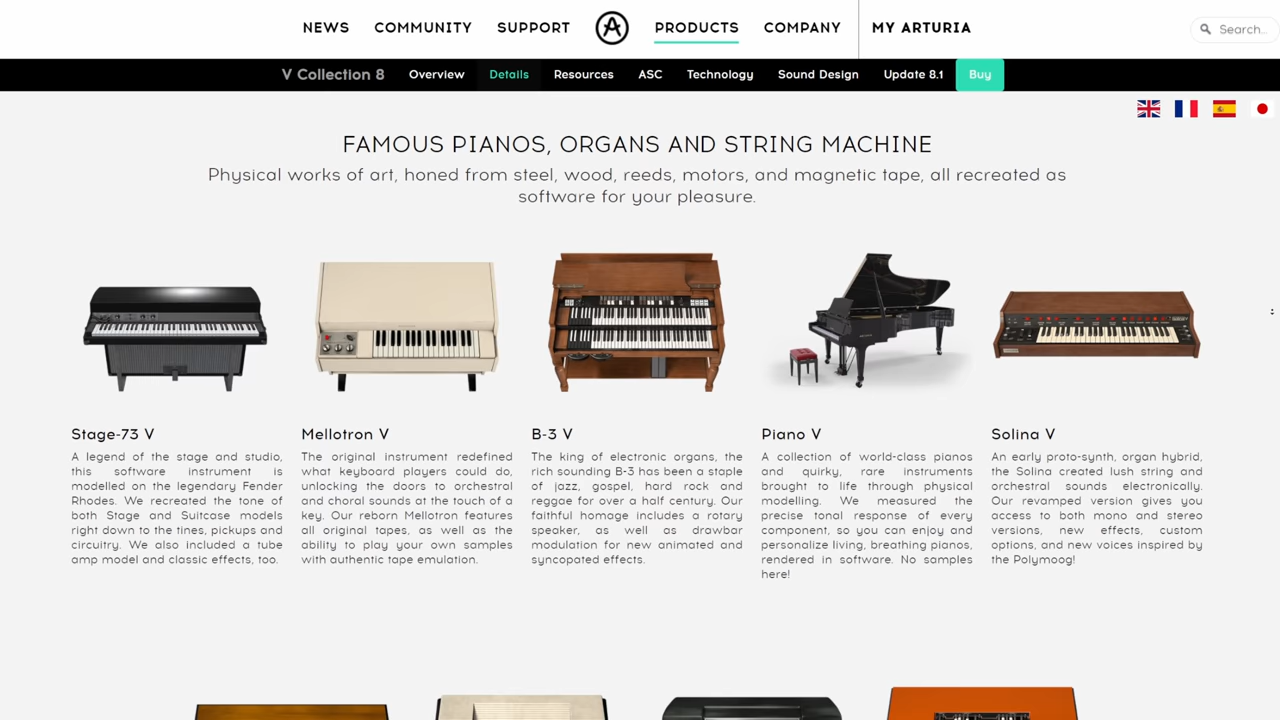 NEWS COMMUNITY SUPPORT PRODUCTS COMPANY MY ARTURIA Search...
V Collection 8 Overview Details Resources ASC Technology Sound Design Update 8.1 Buy
FAMOUS PIANOS, ORGANS AND STRING MACHINE
Physical works of art, honed from steel, wood, reeds, motors, and magnetic tape, all recreated as
software for your pleasure.
Stage-73 V
A legend of the stage and studio,
this software instrument is
modelled on the legendary Fender
Rhodes. We recreated the tone of
both Stage and Suitcase models
right down to the tines, pickups and
circuitry. We also included a tube
amp model and classic effects, too.
Mellotron V
The original instrument redefined
what keyboard players could do,
unlocking the doors to orchestral
and choral sounds at the touch of a
key. Our reborn Mellotron features
all original tapes, as well as the
ability to play your own samples
with authentic tape emulation.
B-3 V
The king of electronic organs, the
rich sounding B-3 has been a staple
of jazz, gospel, hard rock and
reggae for over a half century. Our
faithful homage includes a rotary
speaker, as well as drawbar
modulation for new animated and
syncopated effects.
Piano V
A collection of world-class pianos
and quirky, rare instruments
brought to life through physical
modelling. We measured the
precise tonal response of every
component, so you can enjoy and
personalize living, breathing pianos,
rendered in software. No samples
here!
Solina V
An early proto-synth, organ hybrid,
the Solina created lush string and
orchestral sounds electronically.
Our revamped version gives you
access to both mono and stereo
versions, new effects, custom
options, and new voices inspired by
the Polymoog!